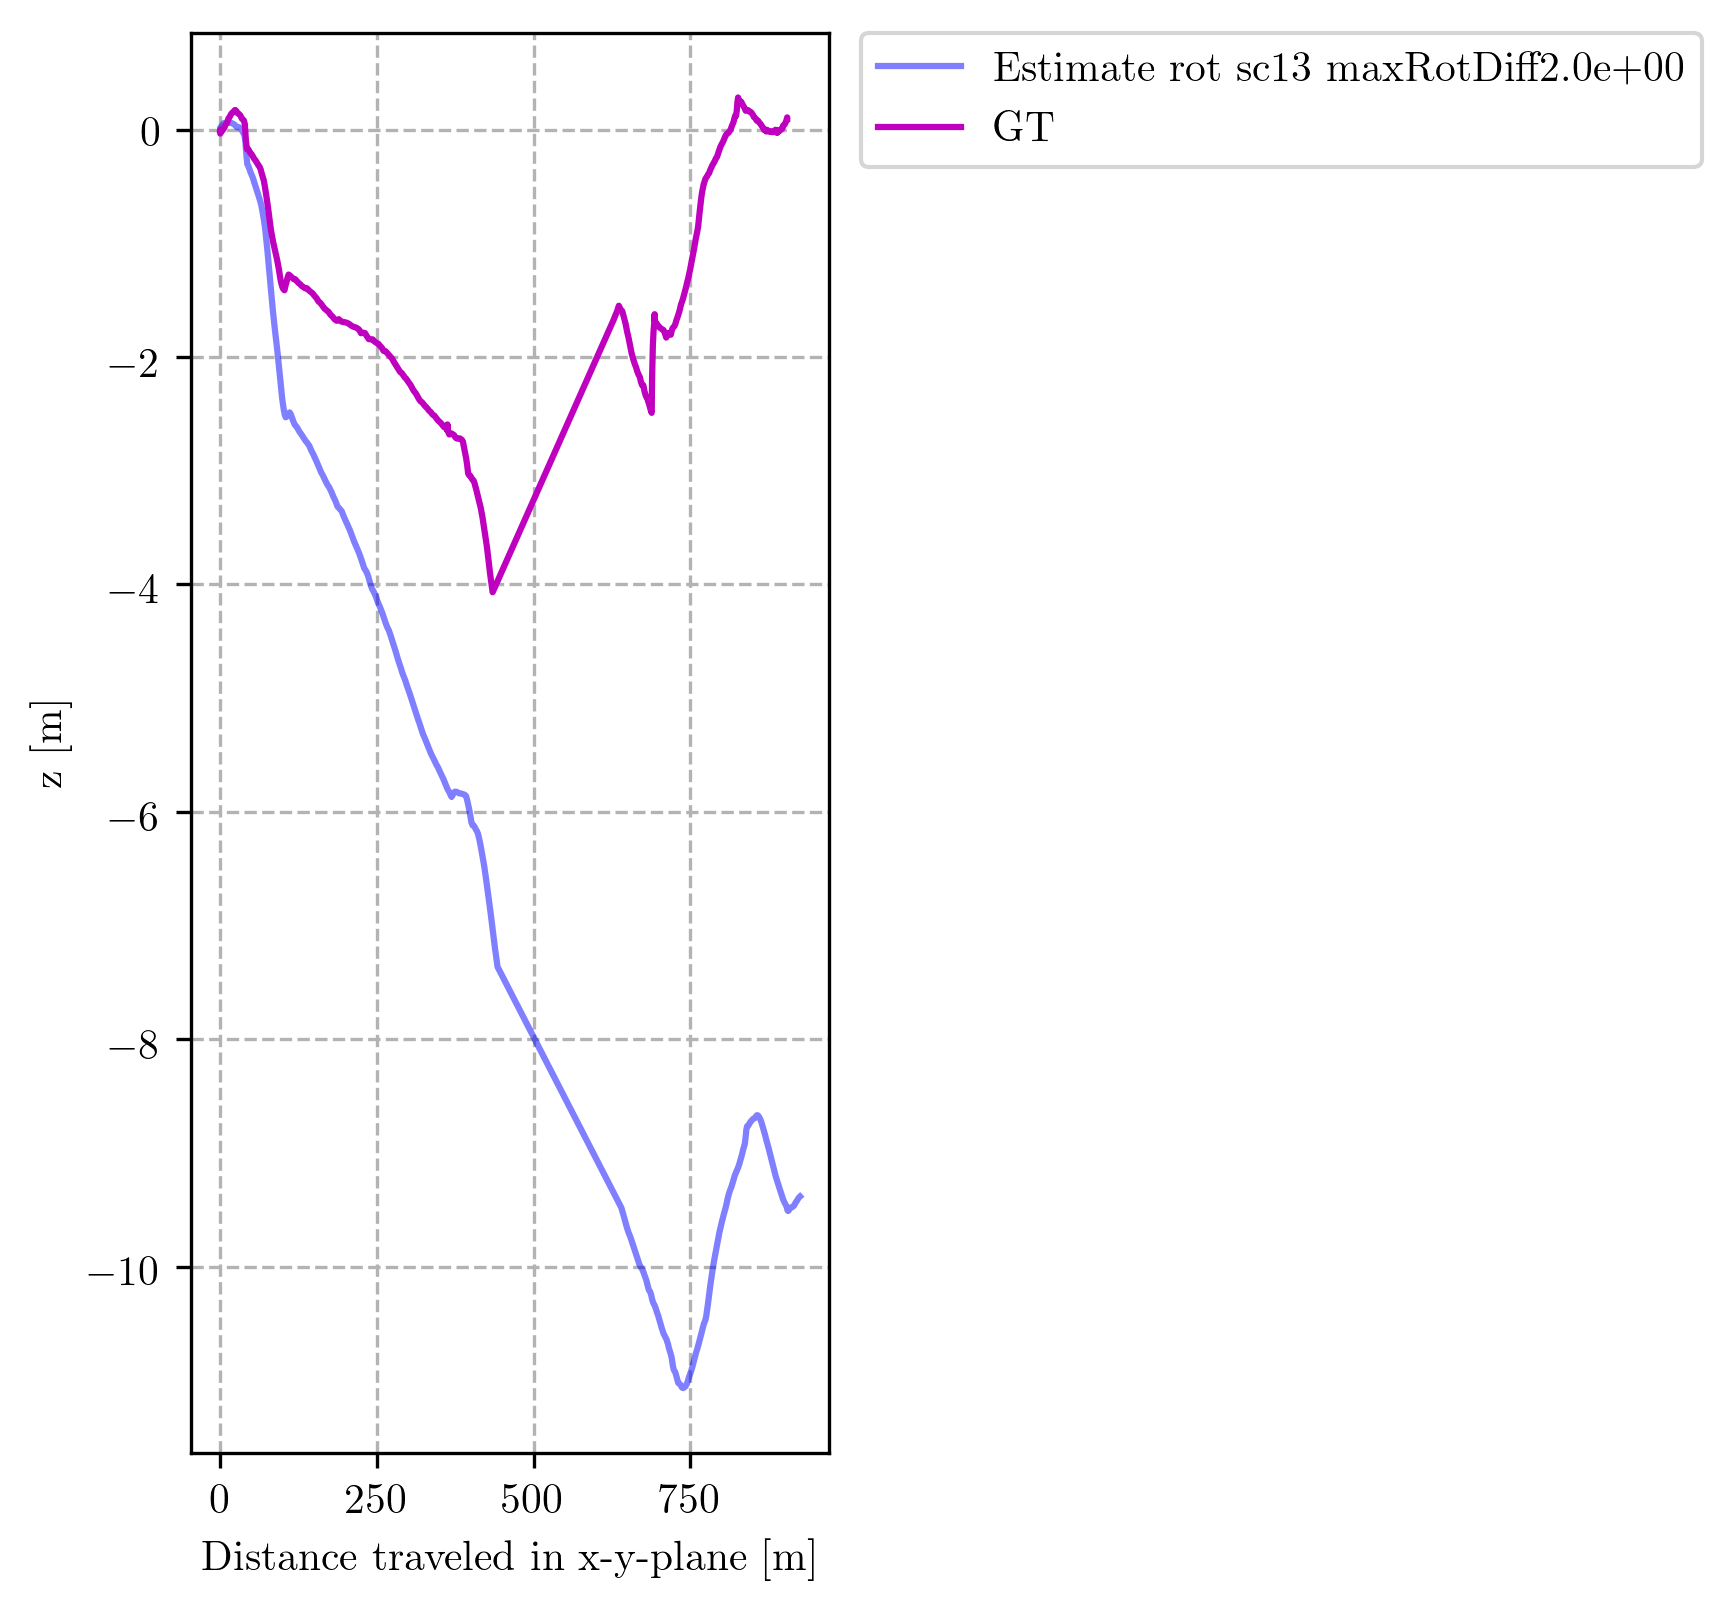 Estimate rot sc13 maxRotDiff2.0e+00
GT
0
−2
−4
−6
−8
−10
z [m]
0 250 500 750
Distance traveled in x-y-plane [m]